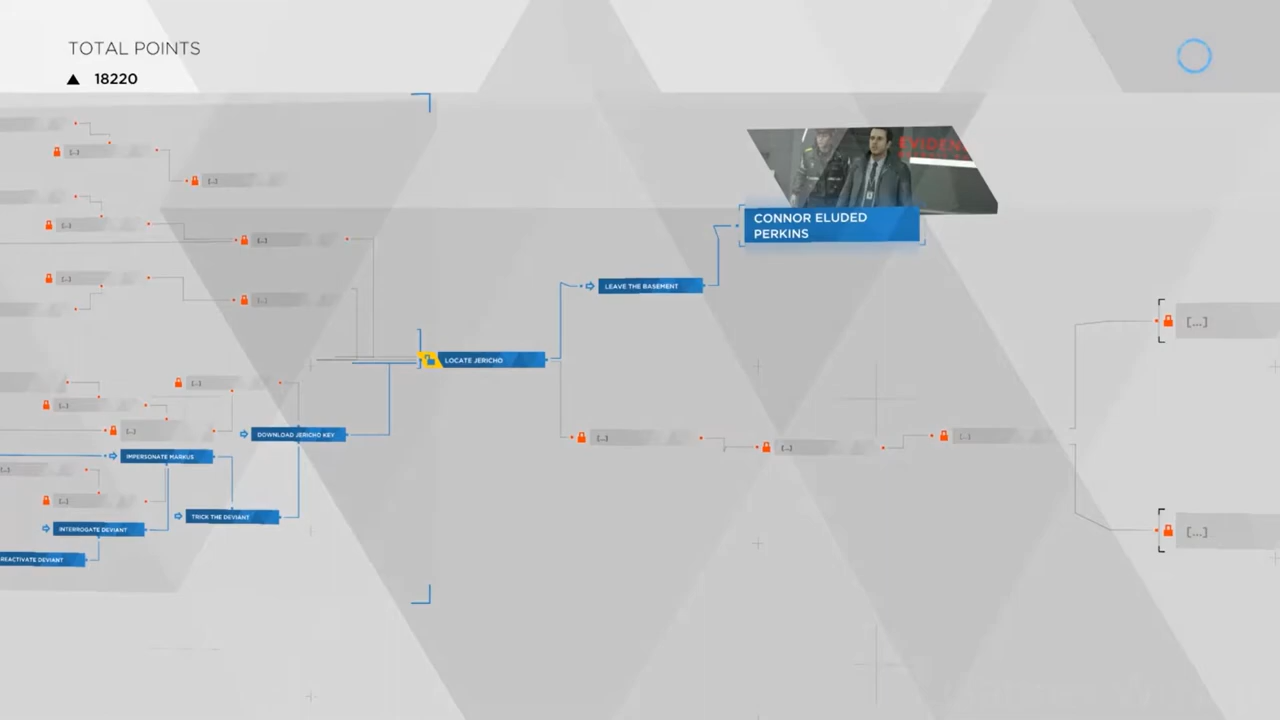 TOTAL POINTS
18220
[...]
[...]
EVIDEN
CONNOR ELUDED
PERKINS
[...]
[...]
[...]
[...]
LEAVE THE BASEMENT
[...]
LOCATE JERICHO
[...]
[...]
[...]
DOWNLOAD JERICHO KEY
[...]
[...]
[...]
IMPERSONATE MARKUS
[...]
[...]
TRICK THE DEVIANT
INTERROGATE DEVIANT
[...]
REACTIVATE DEVIANT